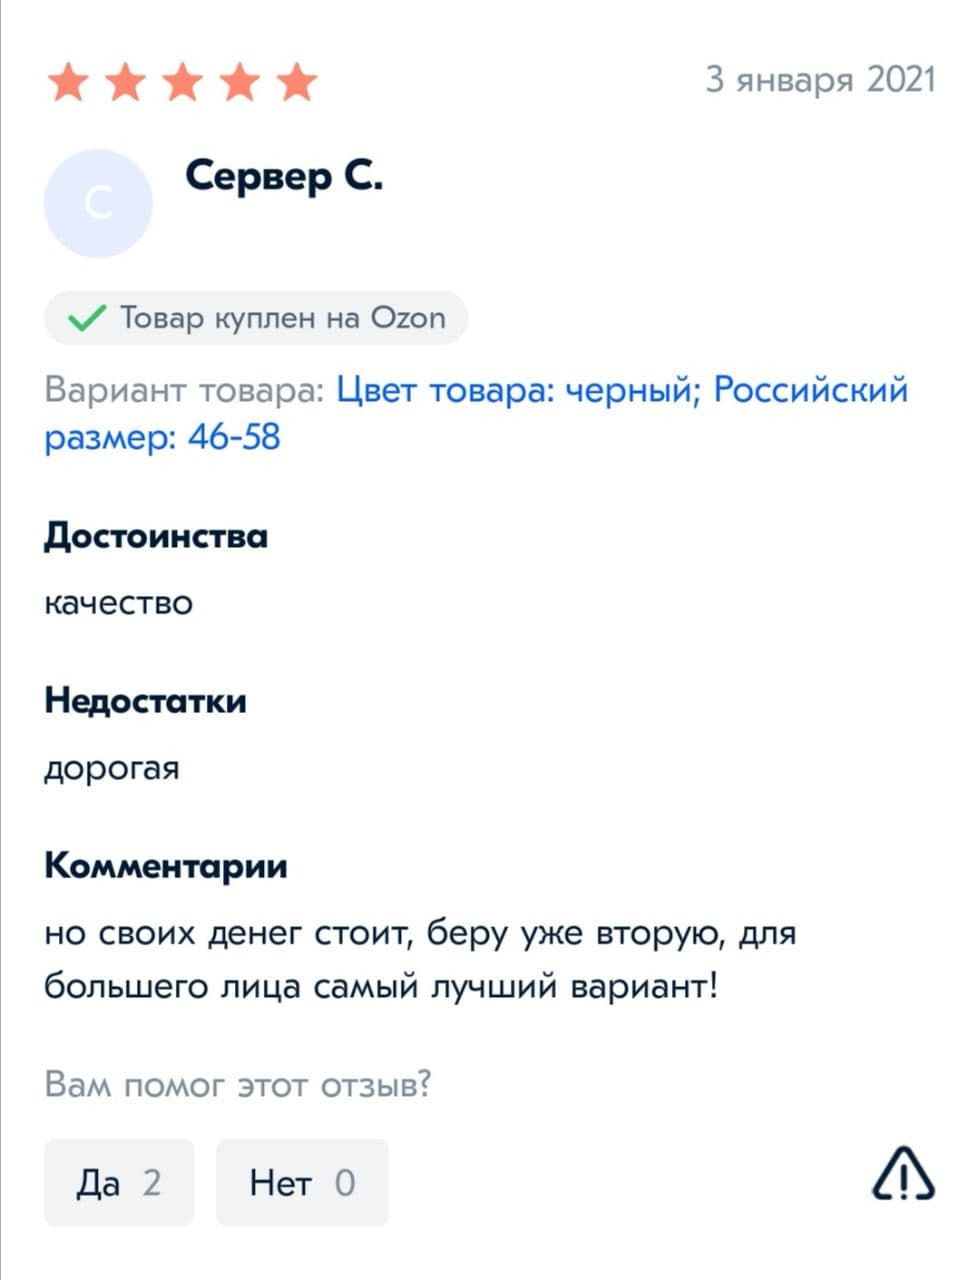 3 января 2021
С
Сервер С.
Товар куплен на Ozon
Вариант товара: Цвет товара: черный; Российский
размер: 46-58
Достоинства
качество
Недостатки
дорогая
Комментарии
но своих денег стоит, беру уже вторую, для
большего лица самый лучший вариант!
Вам помог этот отзыв?
Да 2 Нет 0